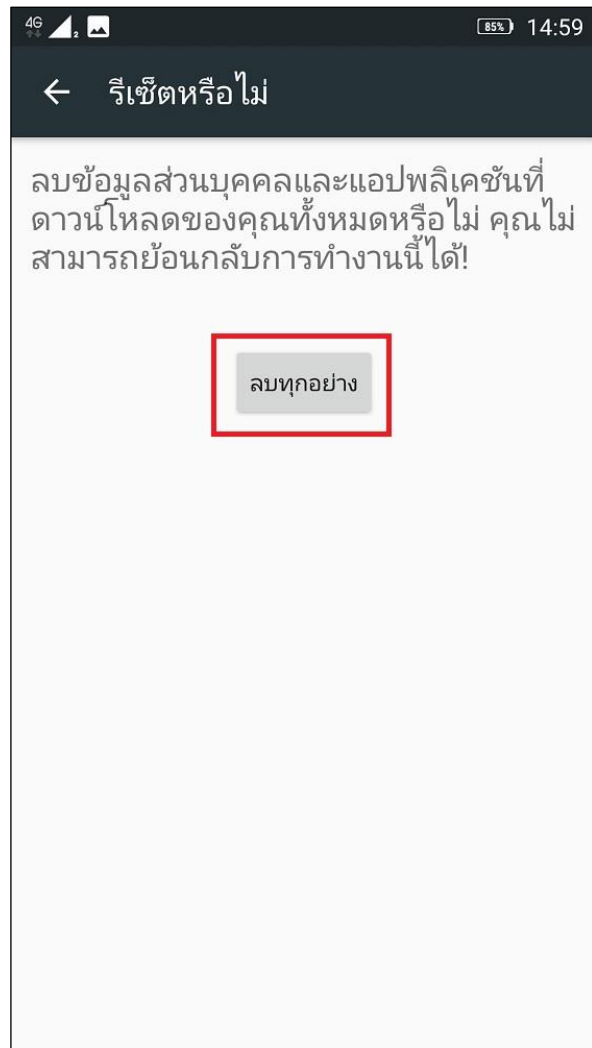 4G 2 85% 14:59
รีเซ็ตหรือไม่
ลบข้อมูลส่วนบุคคลและแอปพลิเคชันที่
ดาวน์โหลดของคุณทั้งหมดหรือไม่ คุณไม่
สามารถย้อนกลับการทำงานนี้ได้!
ลบทุกอย่าง